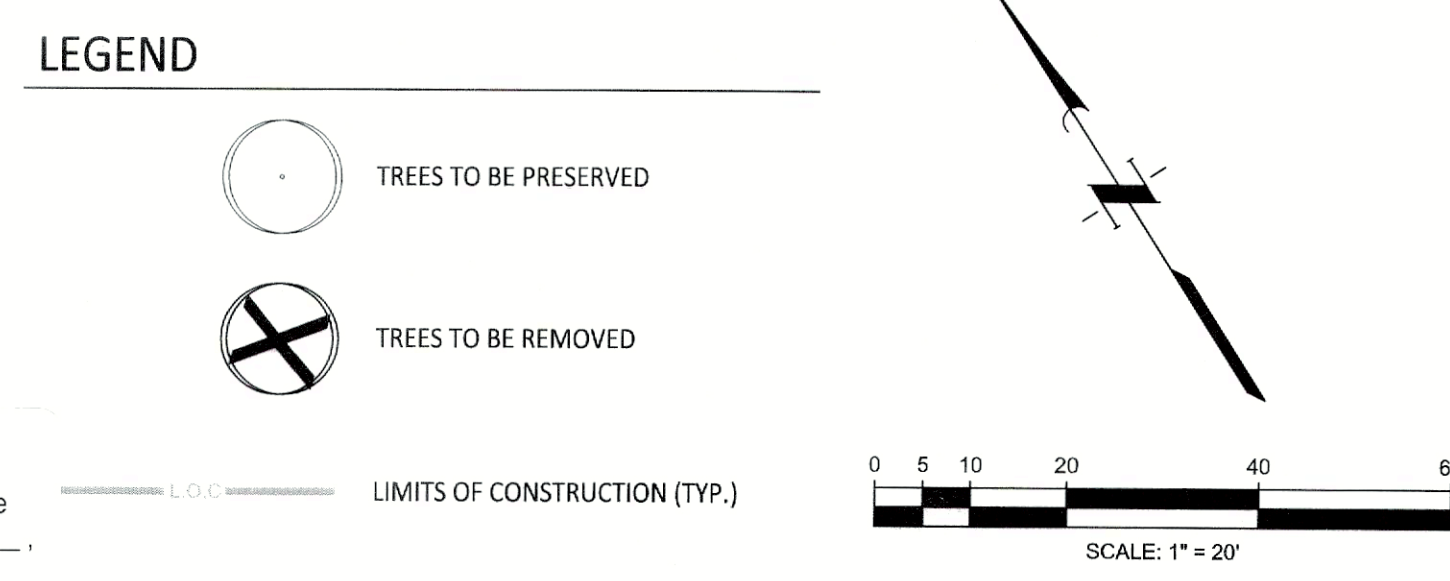 LEGEND
TREES TO BE PRESERVED
TREES TO BE REMOVED
L.O.C
LIMITS OF CONSTRUCTION (TYP.)
0 5 10 20 40 6
SCALE: 1" = 20'
e